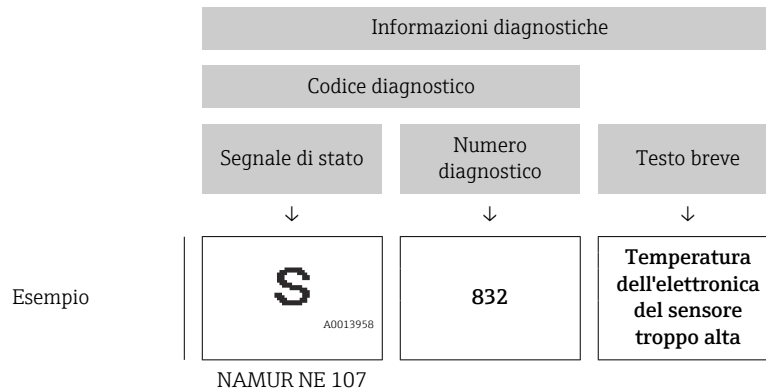 Informazioni diagnostiche
Codice diagnostico
Segnale di stato
Numero
diagnostico
Testo breve
↓ ↓ ↓
Esempio
S
A0013958
832
Temperatura
dell'elettronica
del sensore
troppo alta
NAMUR NE 107